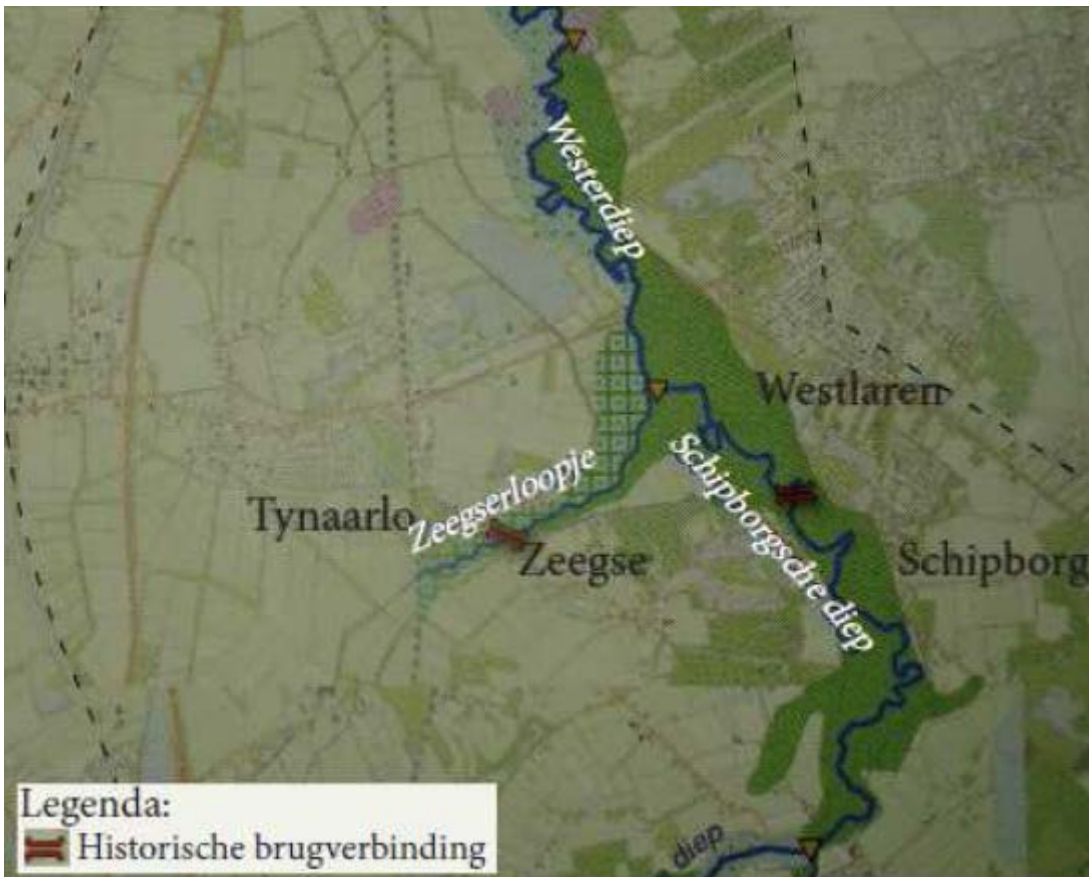 Westerdiep
Westlaren
Zeegserloopje
Schipborgsche diep
Tynaarlo
Zeegse
Schipborg
diep
Legenda:
Historische brugverbinding